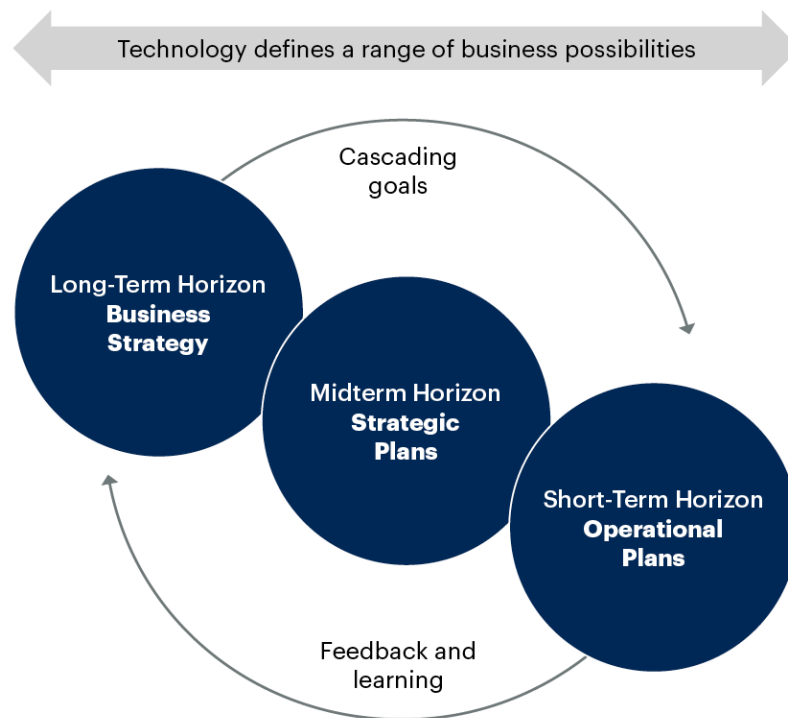 Technology defines a range of business possibilities
Cascading
goals
Long-Term Horizon
Business
Strategy
Midterm Horizon
Strategic
Plans
Short-Term Horizon
Operational
Plans
Feedback and
learning